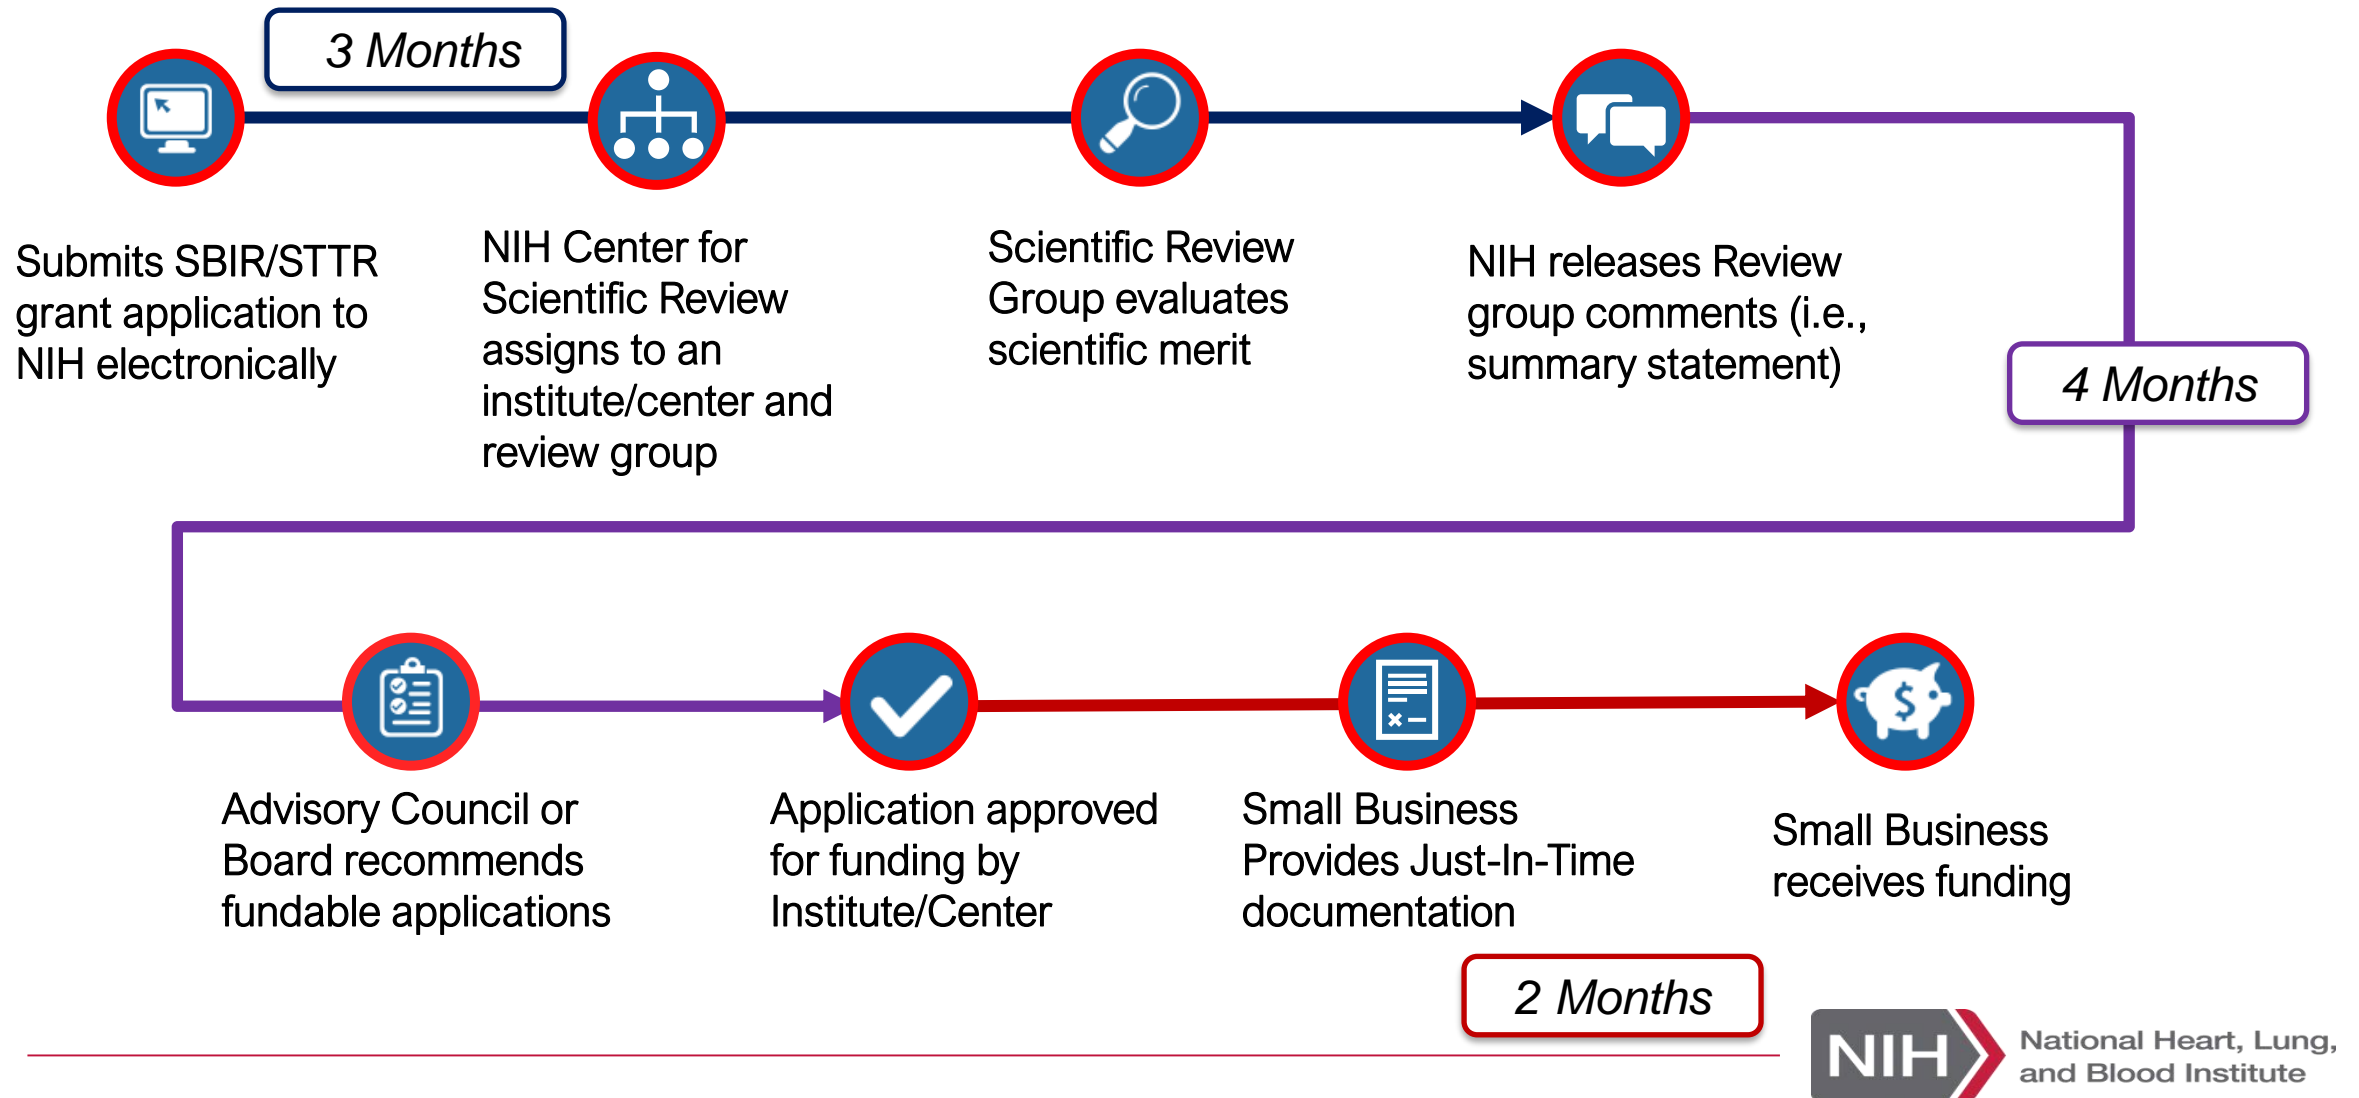 3 Months
Submits SBIR/STTR
grant application to
NIH electronically
NIH Center for
Scientific Review
assigns to an
institute/center and
review group
Scientific Review
Group evaluates
scientific merit
NIH releases Review
group comments (i.e.,
summary statement)
4 Months
Advisory Council or
Board recommends
fundable applications
Application approved
for funding by
Institute/Center
Small Business
Provides Just-In-Time
documentation
$
Small Business
receives funding
2 Months
NIH
National Heart, Lung,
and Blood Institute